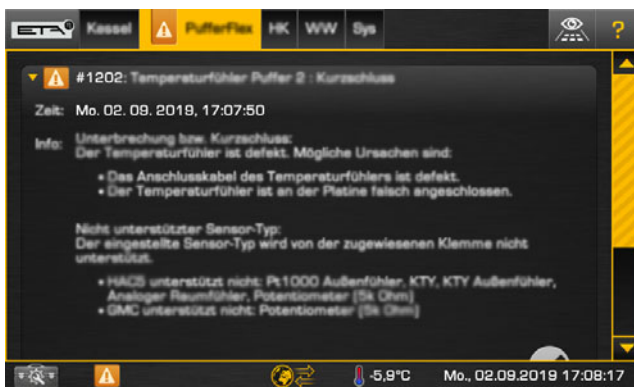 ETA Kessel PufferFlex HK WW Sys ?
#1202: Temperaturfühler Puffer 2 : Kurzschluss
Zeit: Mo. 02. 09. 2019, 17:07:50
Info: Unterbrechung bzw. Kurzschluss:
Der Temperaturfühler ist defekt. Mögliche Ursachen sind:
• Das Anschlusskabel des Temperaturfühlers ist defekt.
• Der Temperaturfühler ist an der Platine falsch angeschlossen.
Nicht unterstützter Sensor-Typ:
Der eingestellte Sensor-Typ wird von der zugewiesenen Klemme nicht
unterstützt.
• unterstützt nicht: Pt1000 Außenfühler, KTY, KTY Außenfühler,
Analoger Raumfühler, Potentiometer (5k Ohm)
• GMC unterstützt nicht: Potentiometer (5k Ohm)
-5,9°C Mo., 02.09.2019 17:08:17